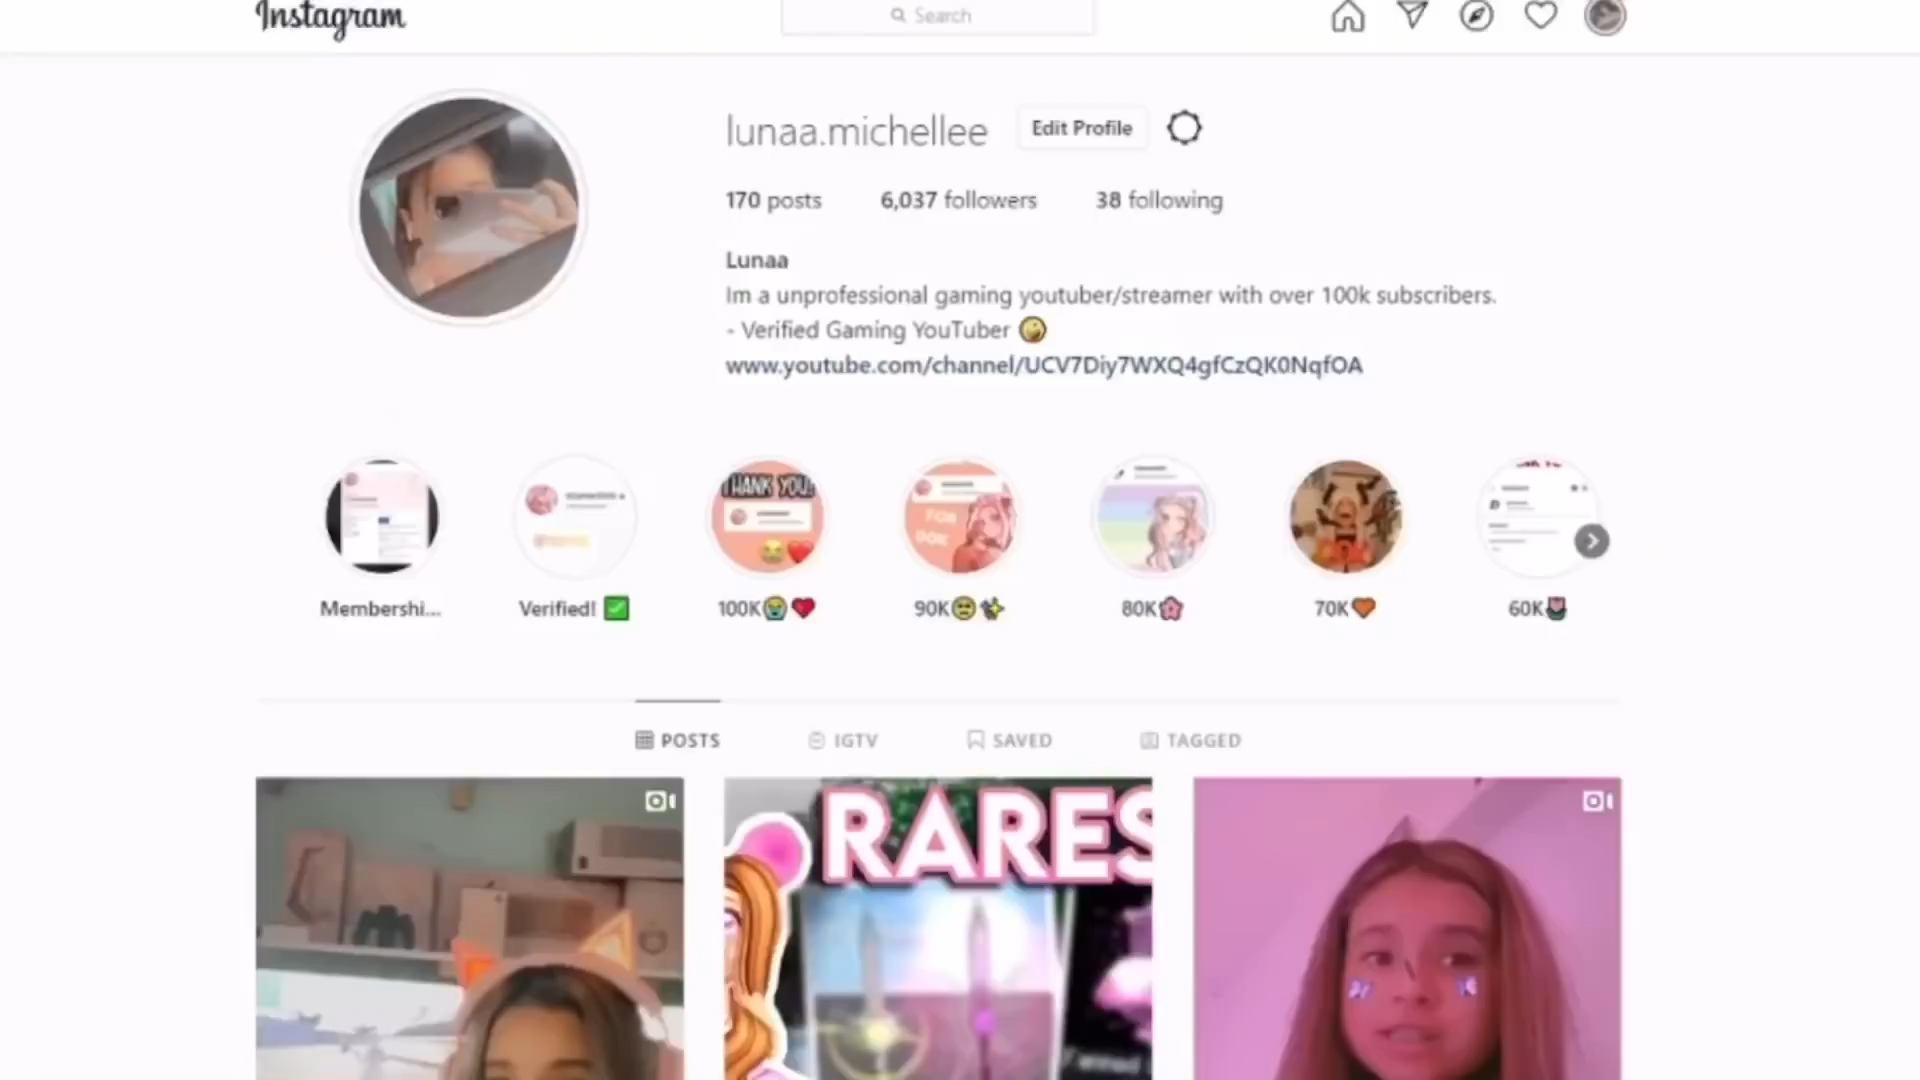 Instagram
Search
lunaa.michellee
Edit Profile
170 posts
6,037 followers
38 following
Lunaa
Im a unprofessional gaming youtuber/streamer with over 100k subscribers.
- Verified Gaming YouTuber 🤪
www.youtube.com/channel/UCV7Diy7WXQ4gfCzQK0NqfOA
THANK YOU!
FOR
90K
Membershi...
Verified! ✅
100K😭❤️
90K🥺✨
80K🌸
70K🧡
60K🌷
POSTS
IGTV
SAVED
TAGGED
RARES